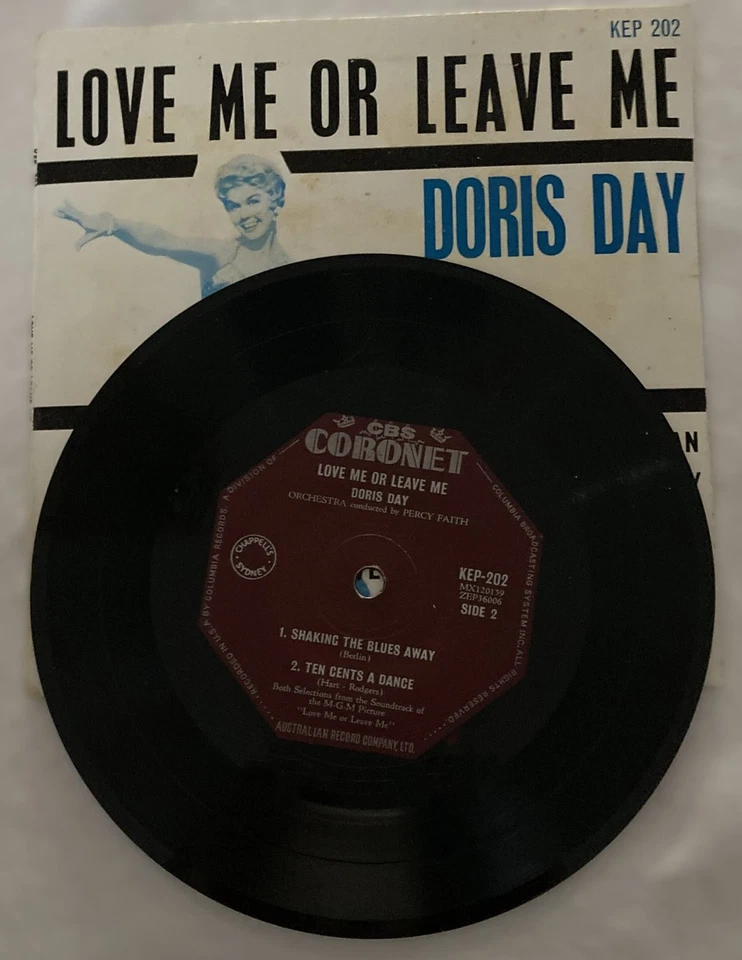 KEP 202
LOVE ME OR LEAVE ME
DORIS DAY
AN
Y
CBS
CORONET
LOVE ME OR LEAVE ME
DORIS DAY
ORCHESTRA conducted by PERCY FAITH
CHAPPELL'S
SYDNEY
KEP-202
MX120139
ZEP36006
SIDE 2
1. SHAKING THE BLUES AWAY
(Berlin)
2. TEN CENTS A DANCE
(Hart - Rodgers)
Both Selections from the Soundtrack of
the M-G-M Picture
"Love Me or Leave Me"
RECORDED IN U.S.A. BY COLUMBIA RECORDS, A DIVISION OF
COLUMBIA BROADCASTING SYSTEM INC. ALL RIGHTS RESERVED
AUSTRALIAN RECORD COMPANY, LTD.